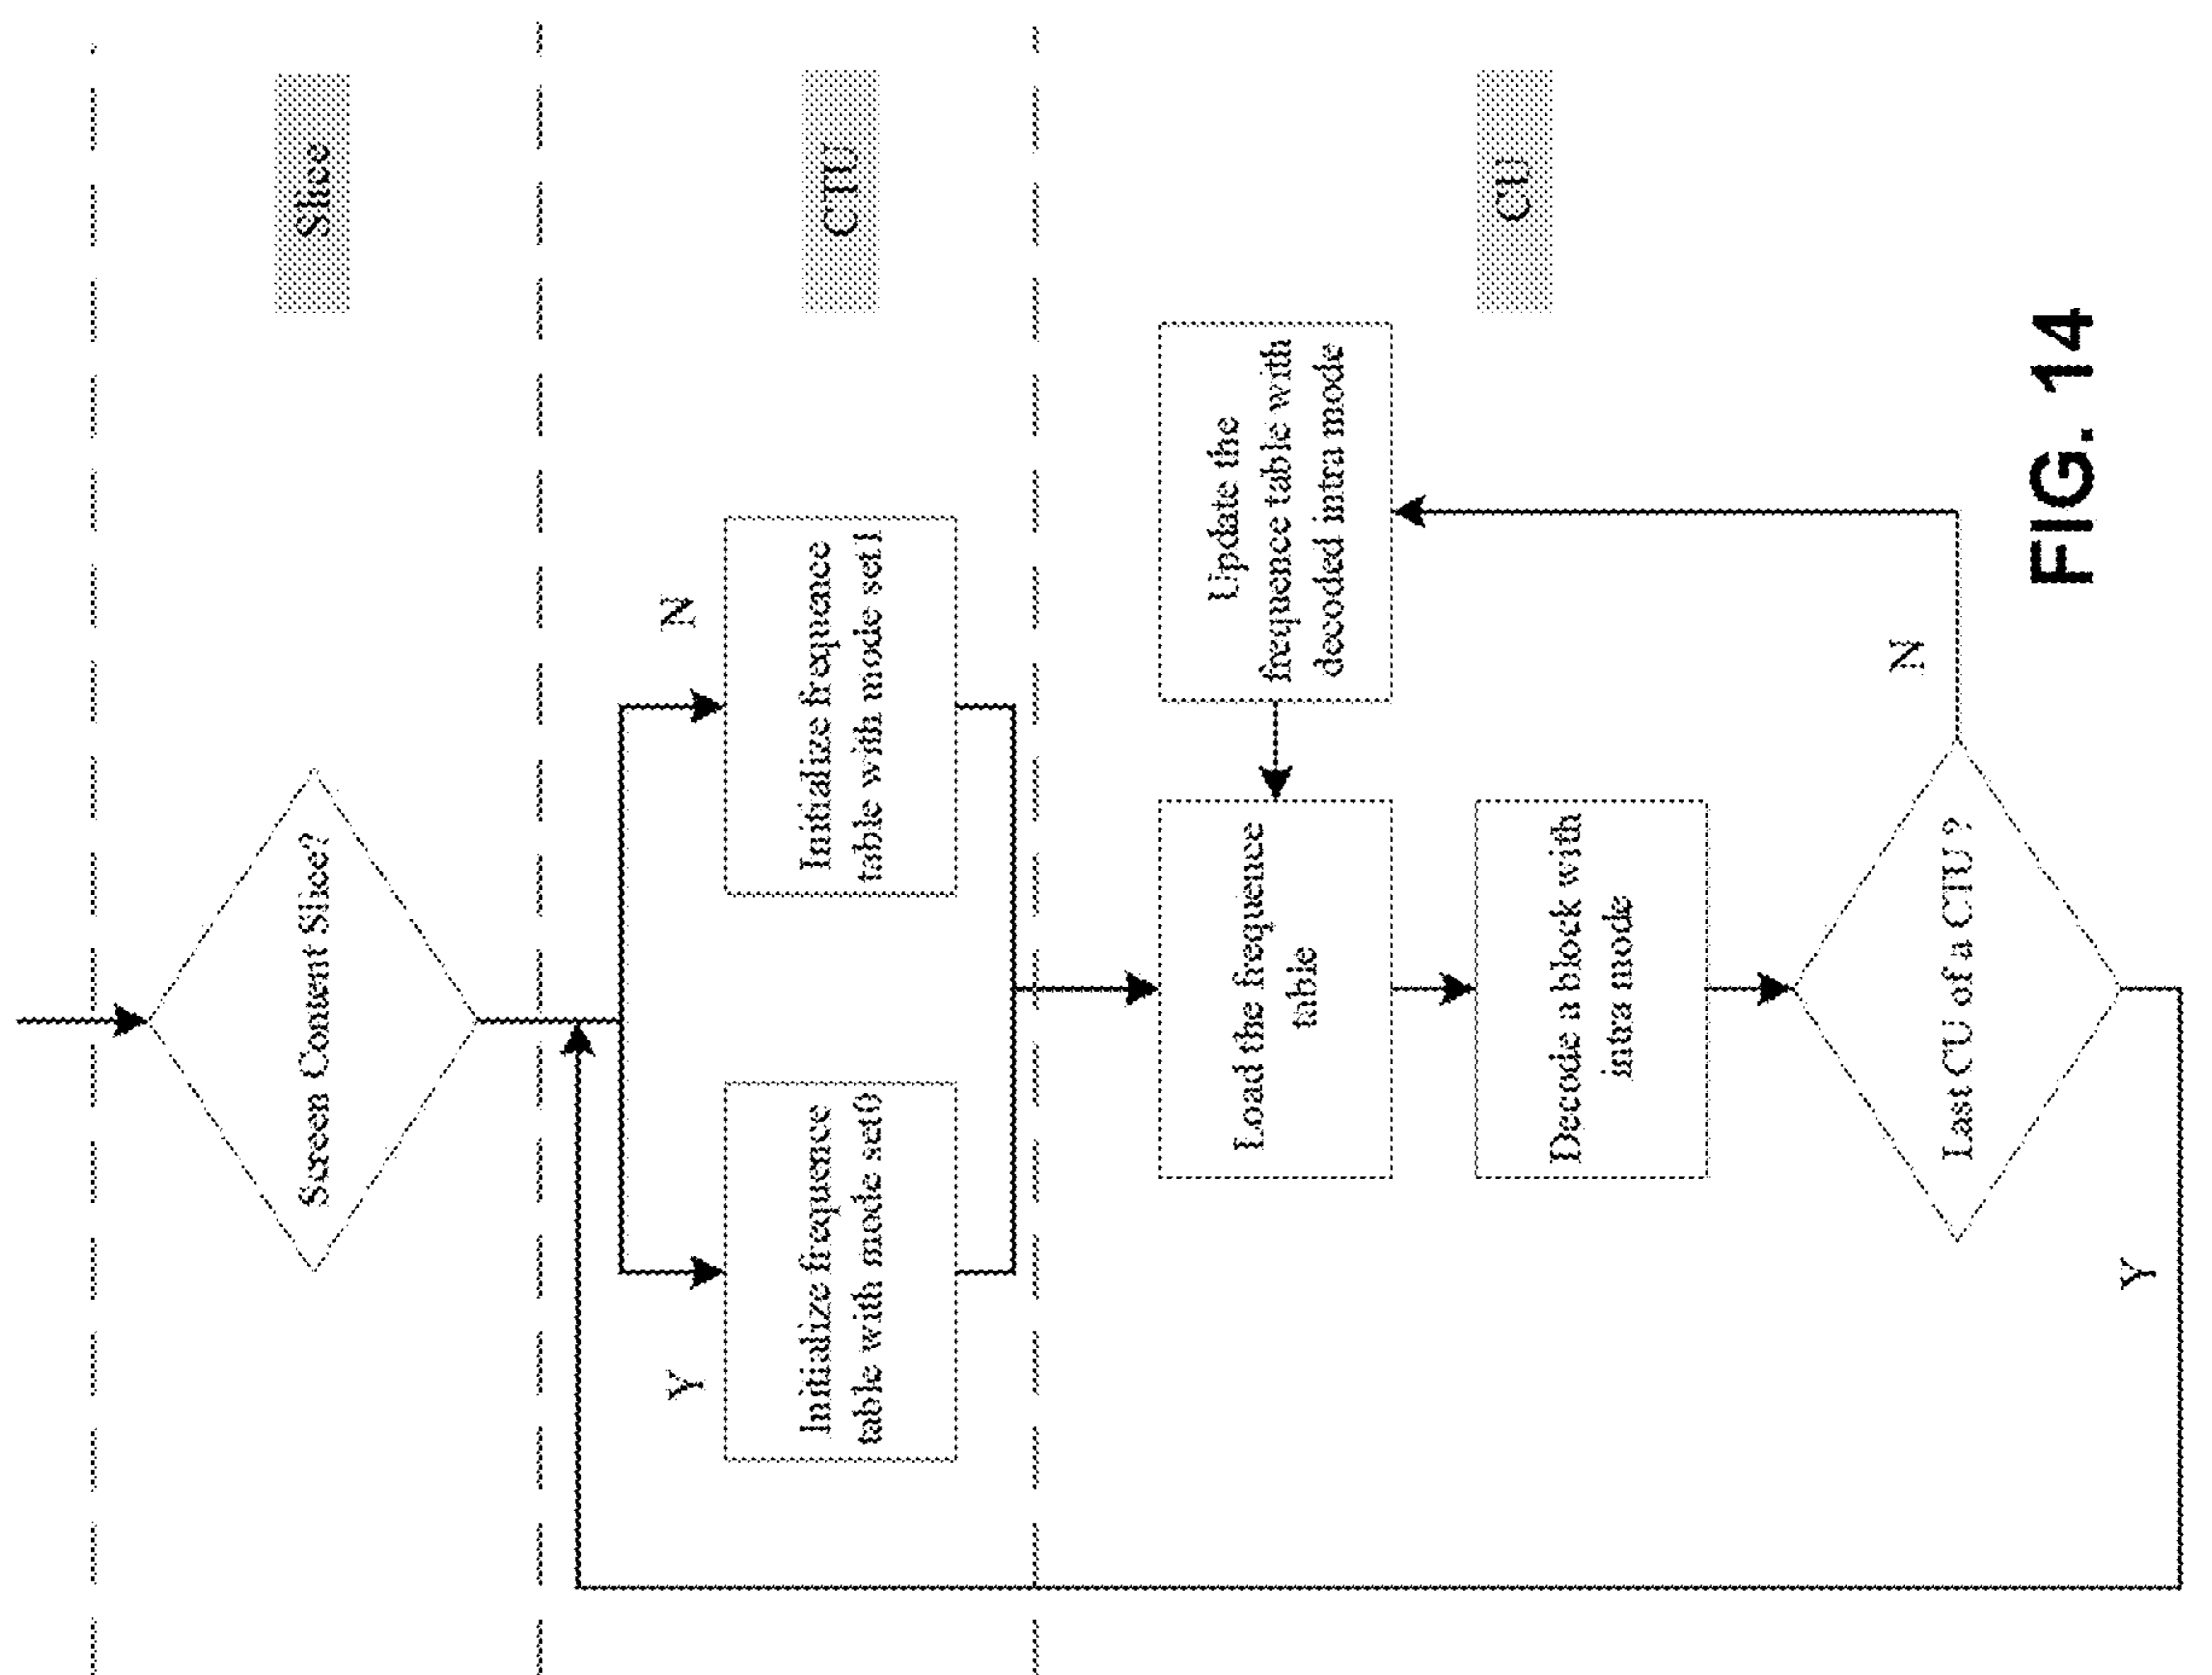 Slice
Screen Content Slice?
CTU
Y
N
Initialize frequence
table with mode set0
Initialize frequence
table with mode set1
CU
Load the frequence
table
Update the
frequence table with
decoded intra mode
Decode a block with
intra mode
Last CU of a CTU ?
N
Y
FIG. 14